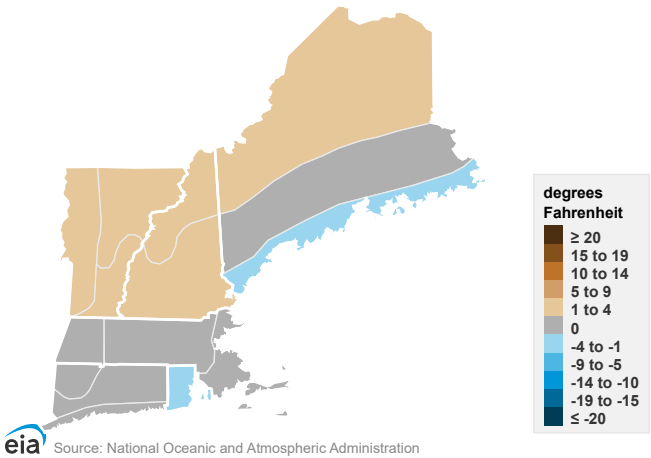 degrees
Fahrenheit
≥ 20
15 to 19
10 to 14
5 to 9
1 to 4
0
-4 to -1
-9 to -5
-14 to -10
-19 to -15
≤ -20
eia
Source: National Oceanic and Atmospheric Administration